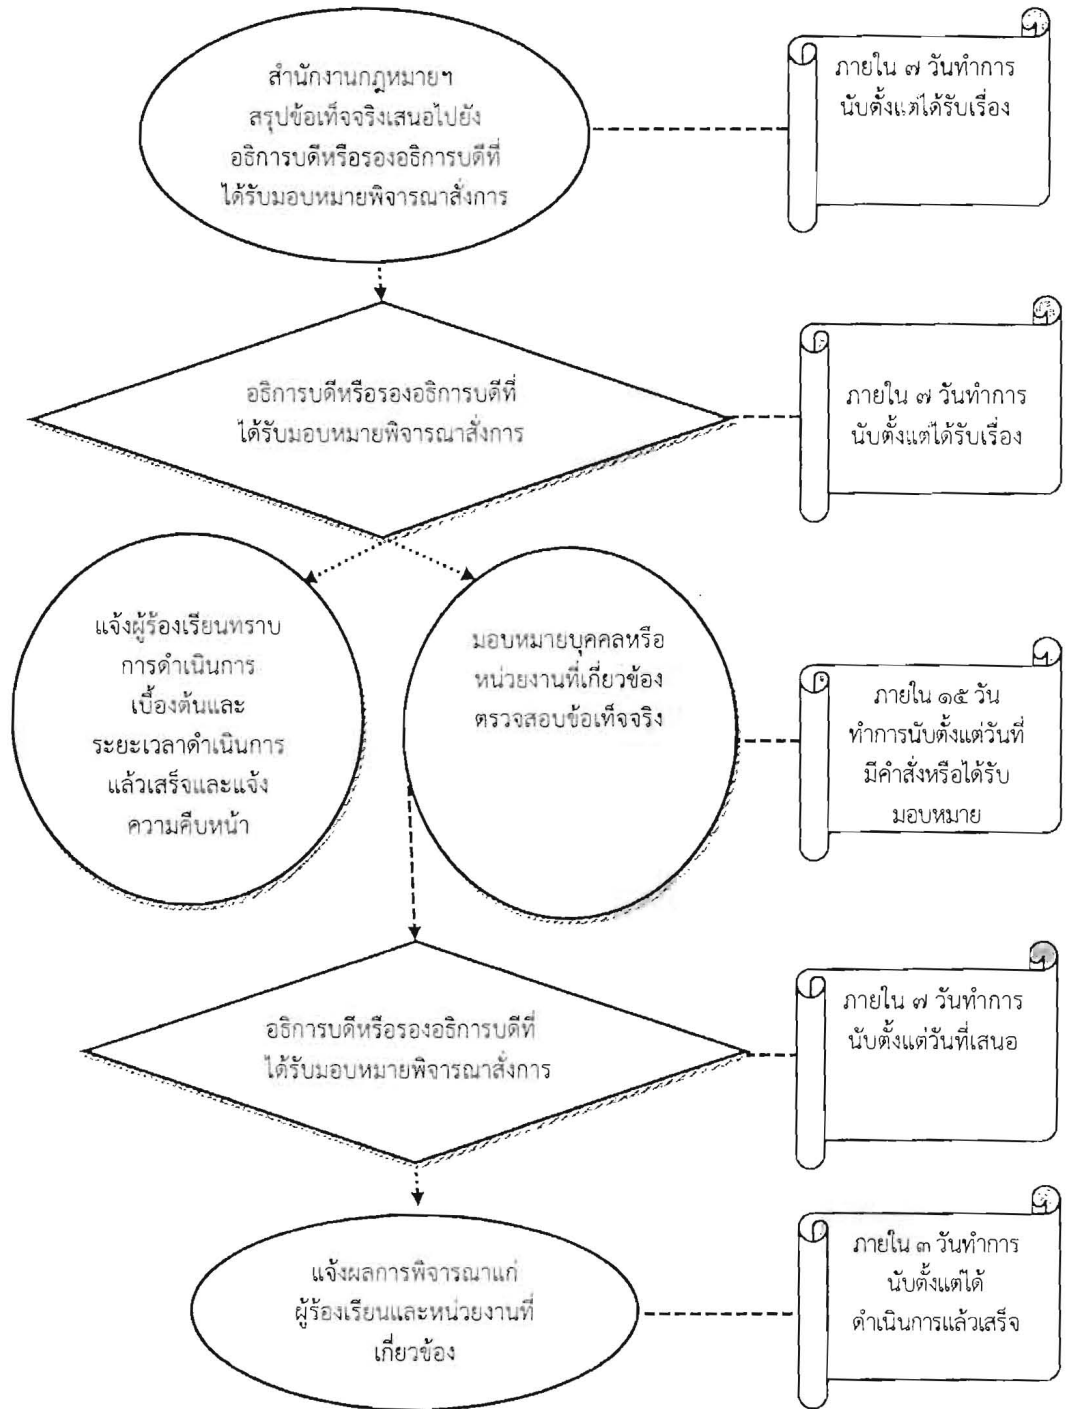 สำนักงานกฎหมายฯ
สรุปข้อเท็จจริงเสนอไปยัง
อธิการบดีหรือรองอธิการบดีที่
ได้รับมอบหมายพิจารณาสั่งการ
ภายใน ๗ วันทำการ
นับตั้งแต่ได้รับเรื่อง
อธิการบดีหรือรองอธิการบดีที่
ได้รับมอบหมายพิจารณาสั่งการ
ภายใน ๗ วันทำการ
นับตั้งแต่ได้รับเรื่อง
แจ้งผู้ร้องเรียนทราบ
การดำเนินการ
เบื้องต้นและ
ระยะเวลาดำเนินการ
แล้วเสร็จและแจ้ง
ความคืบหน้า
มอบหมายบุคคลหรือ
หน่วยงานที่เกี่ยวข้อง
ตรวจสอบข้อเท็จจริง
ภายใน ๑๕ วัน
ทำการนับตั้งแต่วันที่
มีคำสั่งหรือได้รับ
มอบหมาย
อธิการบดีหรือรองอธิการบดีที่
ได้รับมอบหมายพิจารณาสั่งการ
ภายใน ๗ วันทำการ
นับตั้งแต่วันที่เสนอ
แจ้งผลการพิจารณาแก่
ผู้ร้องเรียนและหน่วยงานที่
เกี่ยวข้อง
ภายใน ๓ วันทำการ
นับตั้งแต่ได้
ดำเนินการแล้วเสร็จ